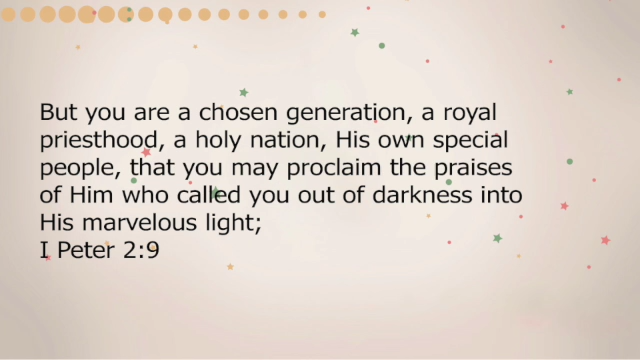 But you are a chosen generation, a royal
priesthood, a holy nation, His own special
people, that you may proclaim the praises
of Him who called you out of darkness into
His marvelous light;
I Peter 2:9